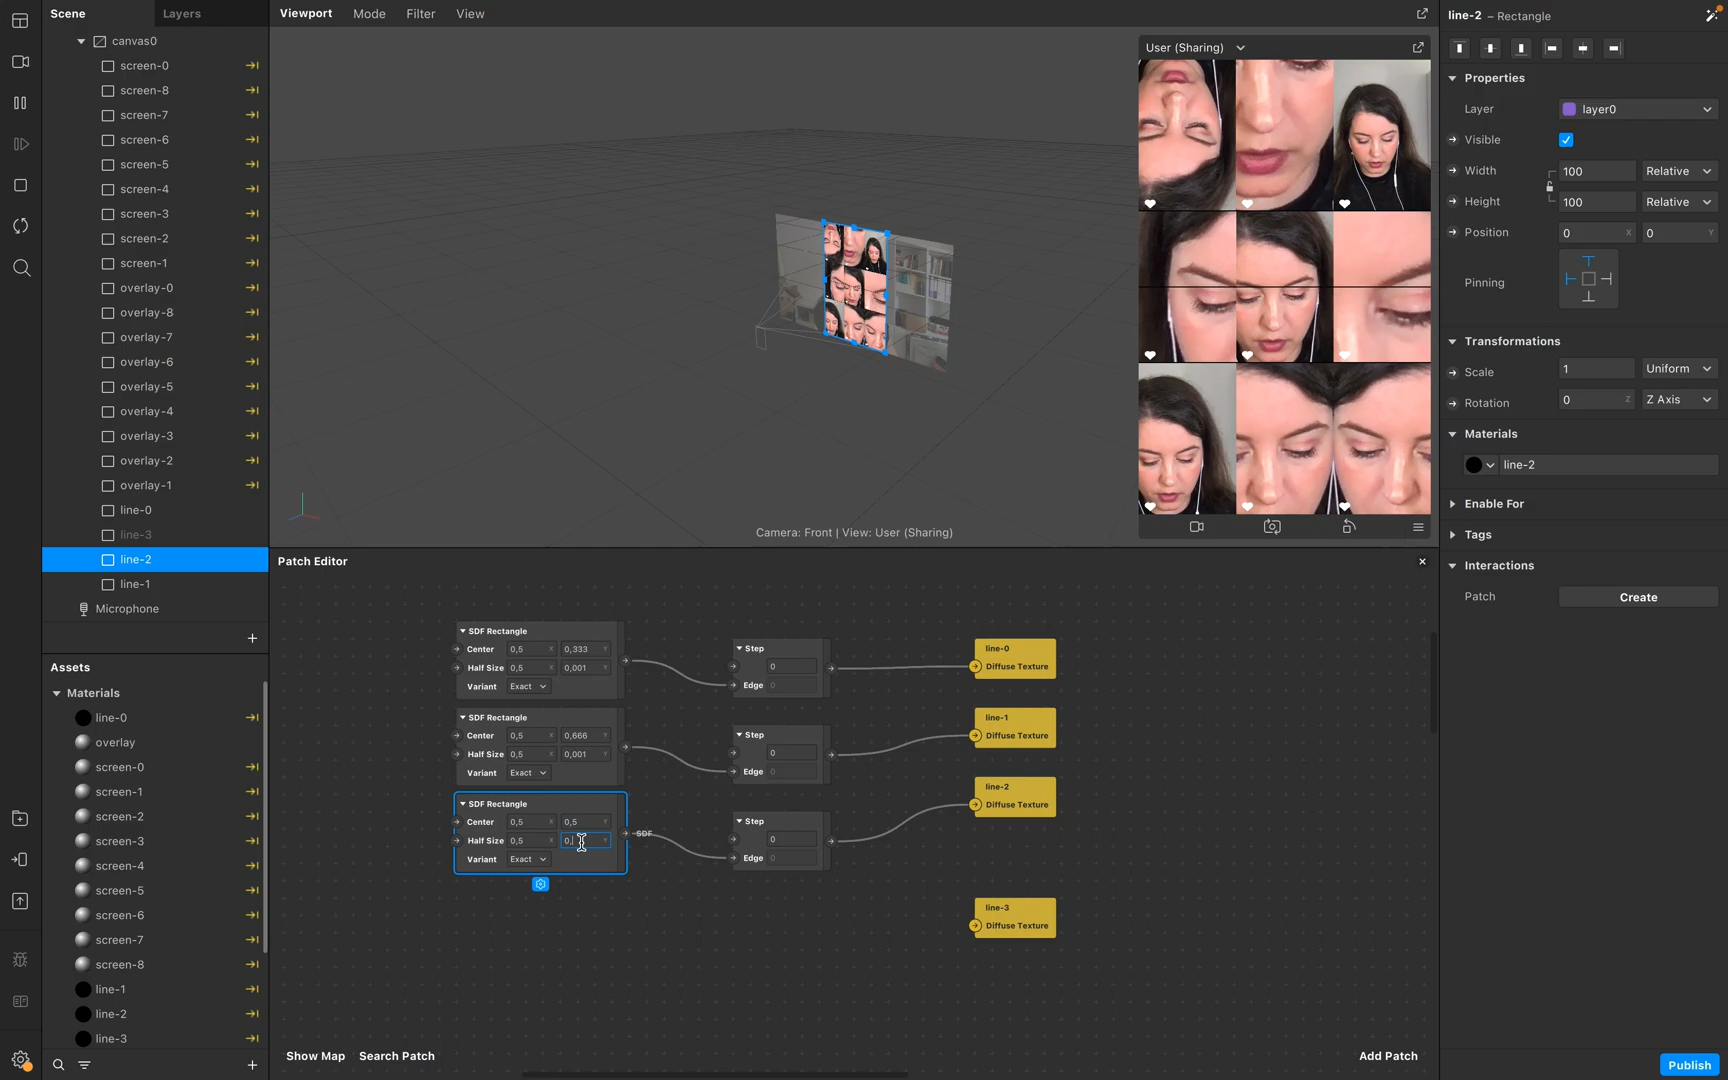 Scene
Layers
canvas0
screen-0
screen-8
screen-7
screen-6
screen-5
screen-4
screen-3
screen-2
screen-1
overlay-0
overlay-8
overlay-7
overlay-6
overlay-5
overlay-4
overlay-3
overlay-2
overlay-1
line-0
line-3
line-2
line-1
Microphone
Assets
Materials
line-0
overlay
screen-0
screen-1
screen-2
screen-3
screen-4
screen-5
screen-6
screen-7
screen-8
line-1
line-2
line-3
Viewport Mode Filter View
User (Sharing)
Camera: Front | View: User (Sharing)
Patch Editor
SDF Rectangle
Center 0,5 X 0,333 Y
Half Size 0,5 X 0,001 Y
Variant Exact
Step
0
Edge 0
line-0
Diffuse Texture
SDF Rectangle
Center 0,5 X 0,666 Y
Half Size 0,5 X 0,001 Y
Variant Exact
Step
0
Edge 0
line-1
Diffuse Texture
SDF Rectangle
Center 0,5 X 0,5 Y
Half Size 0,5 X 0, Y
Variant Exact
SDF
Step
0
Edge 0
line-2
Diffuse Texture
line-3
Diffuse Texture
Show Map Search Patch
Add Patch
line-2 – Rectangle
Properties
Layer layer0
Visible
Width 100 Relative
Height 100 Relative
Position 0 X 0 Y
Pinning
Transformations
Scale 1 Uniform
Rotation 0 Z Z Axis
Materials
line-2
Enable For
Tags
Interactions
Patch Create
Publish